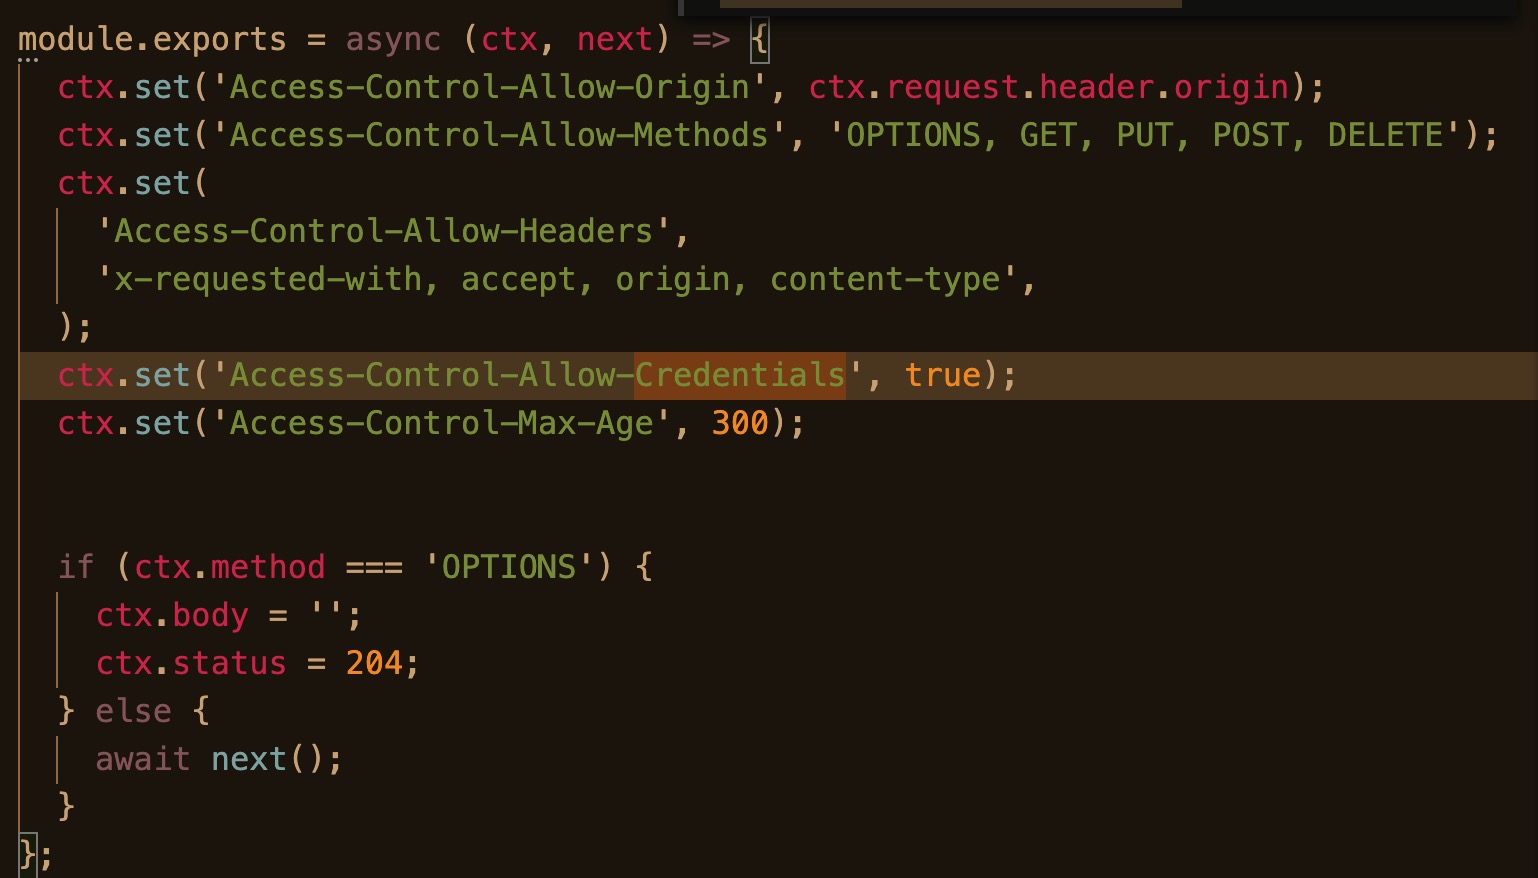 module.exports = async (ctx, next) => {
  ctx.set('Access-Control-Allow-Origin', ctx.request.header.origin);
  ctx.set('Access-Control-Allow-Methods', 'OPTIONS, GET, PUT, POST, DELETE');
  ctx.set(
    'Access-Control-Allow-Headers',
    'x-requested-with, accept, origin, content-type',
  );
  ctx.set('Access-Control-Allow-Credentials', true);
  ctx.set('Access-Control-Max-Age', 300);
  if (ctx.method === 'OPTIONS') {
    ctx.body = '';
    ctx.status = 204;
  } else {
    await next();
  }
};